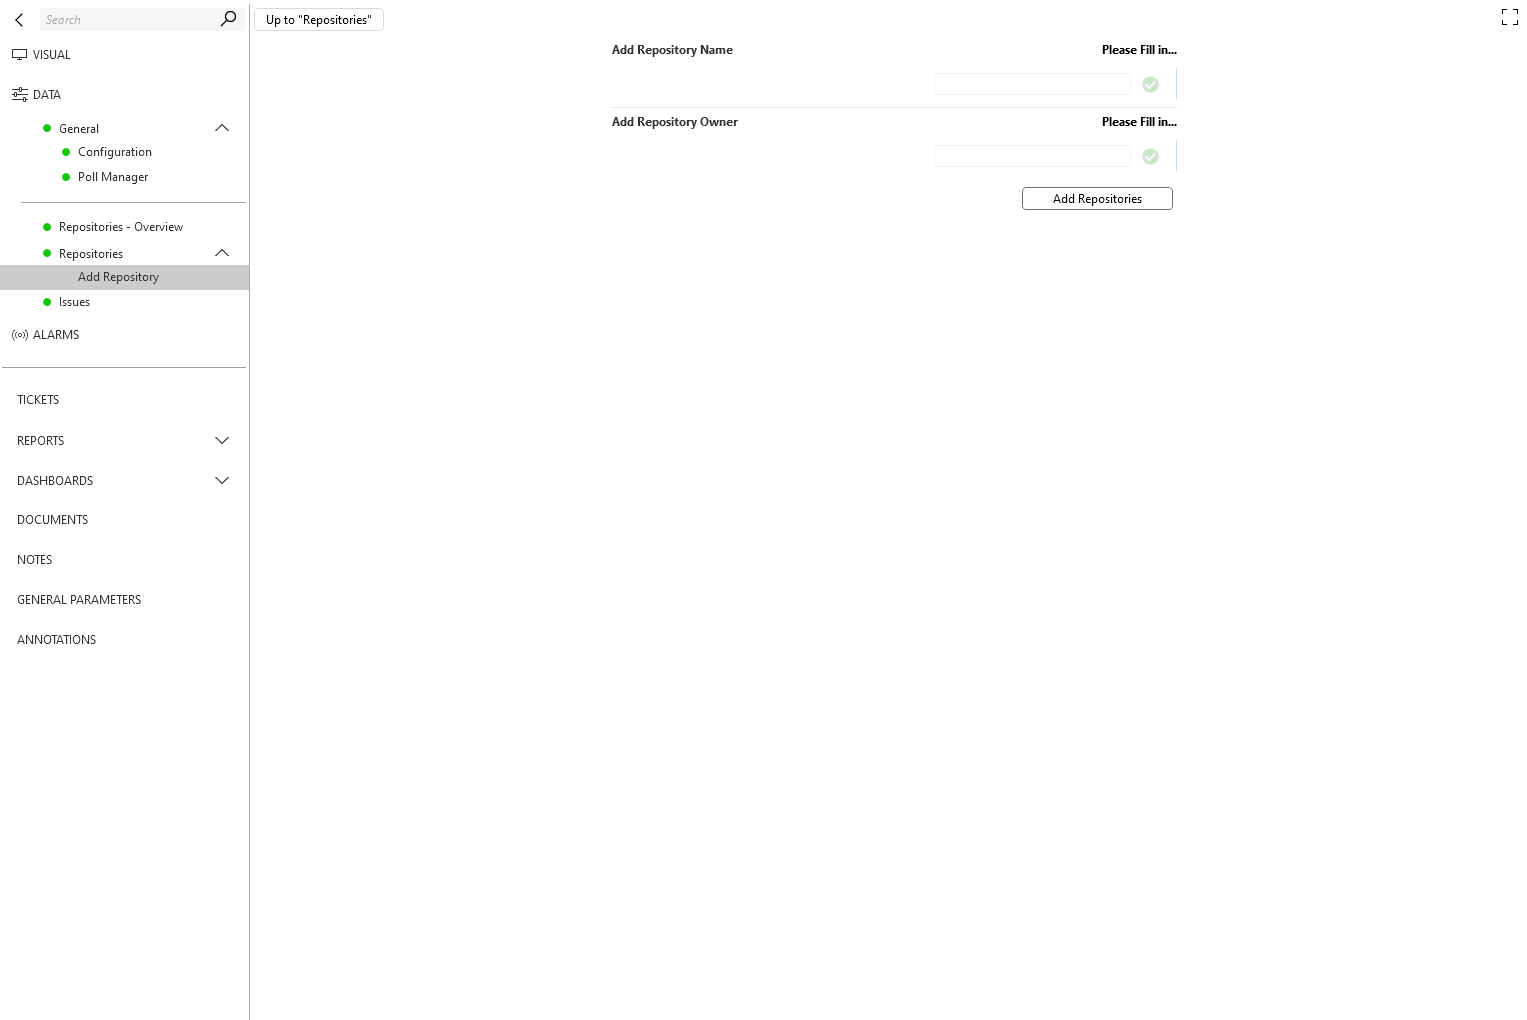 Search
VISUAL
DATA
General
Configuration
Poll Manager
Repositories - Overview
Repositories
Add Repository
Issues
ALARMS
TICKETS
REPORTS
DASHBOARDS
DOCUMENTS
NOTES
GENERAL PARAMETERS
ANNOTATIONS
Up to "Repositories"
Add Repository Name Please Fill in...
Add Repository Owner Please Fill in...
Add Repositories